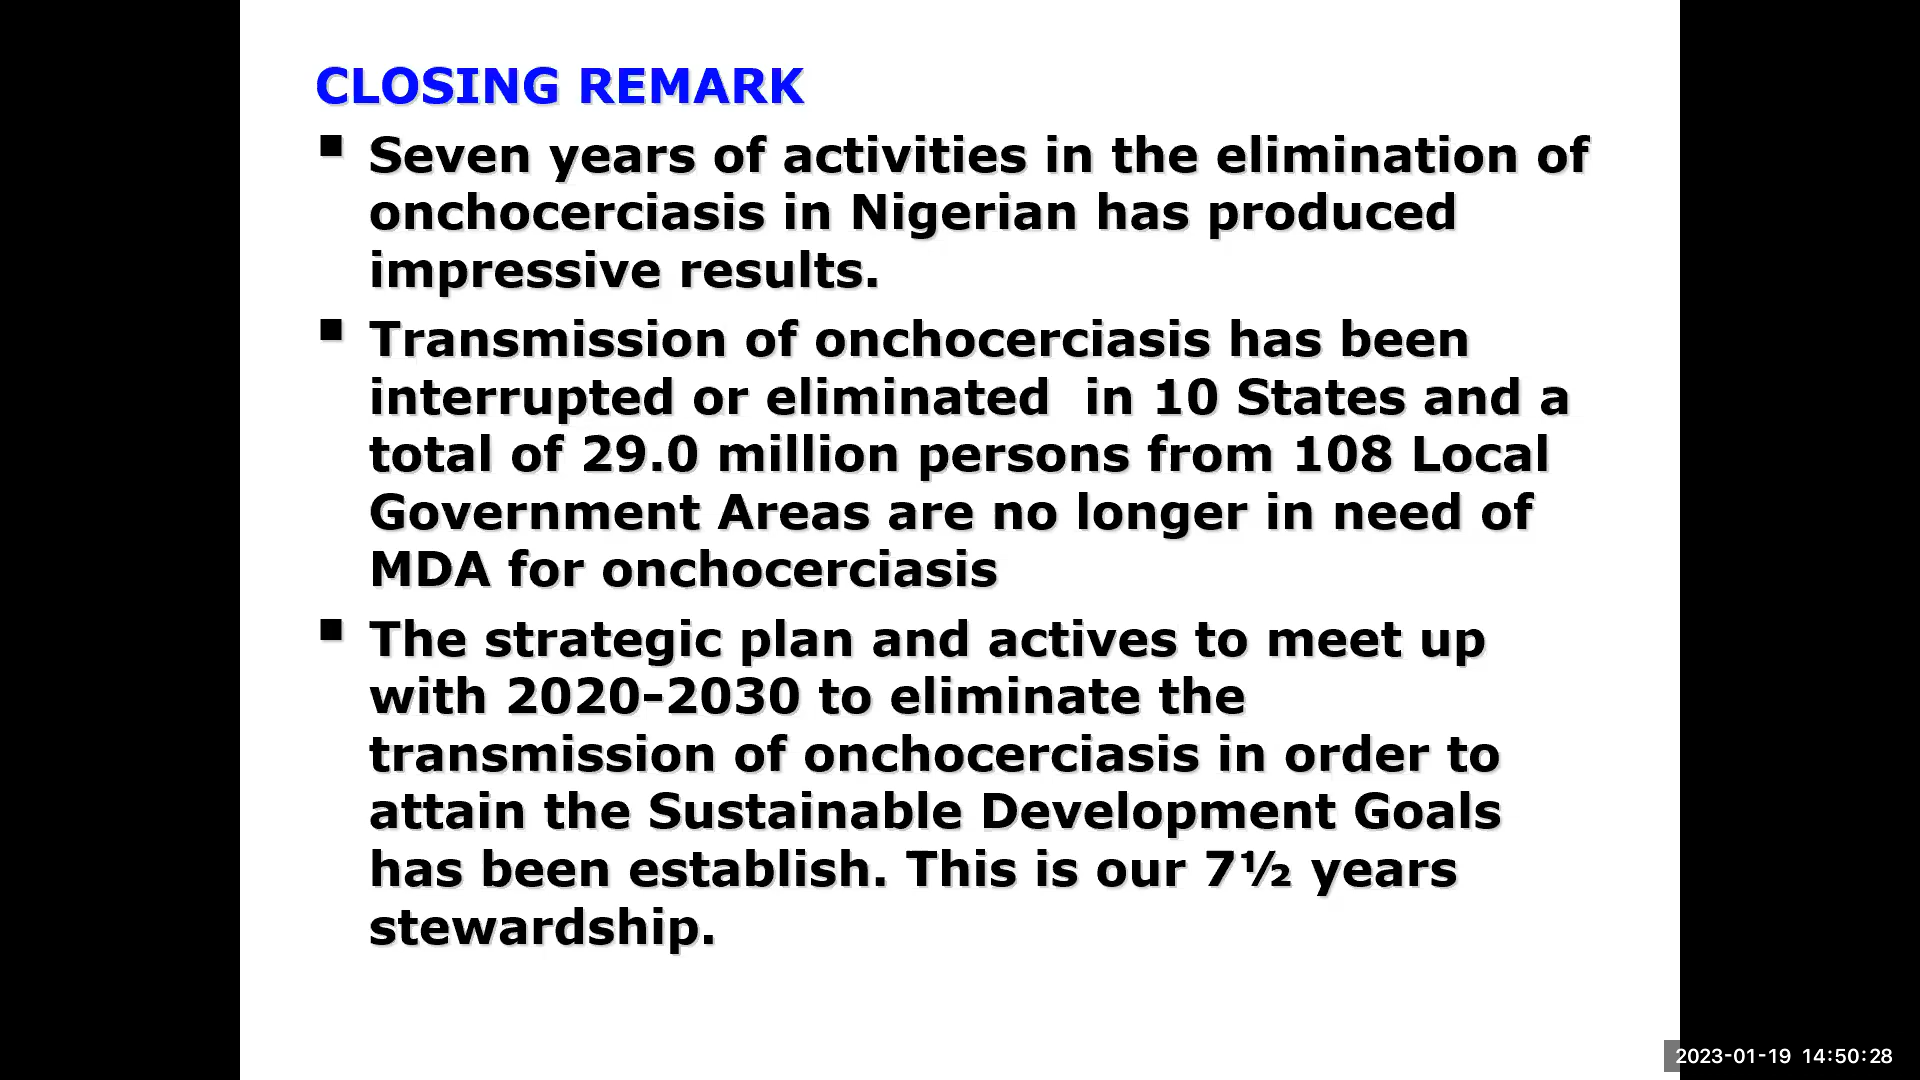 CLOSING REMARK
▪ Seven years of activities in the elimination of
onchocerciasis in Nigerian has produced
impressive results.
▪ Transmission of onchocerciasis has been
interrupted or eliminated  in 10 States and a
total of 29.0 million persons from 108 Local
Government Areas are no longer in need of
MDA for onchocerciasis
▪ The strategic plan and actives to meet up
with 2020-2030 to eliminate the
transmission of onchocerciasis in order to
attain the Sustainable Development Goals
has been establish. This is our 7½ years
stewardship.
2023-01-19 14:50:28